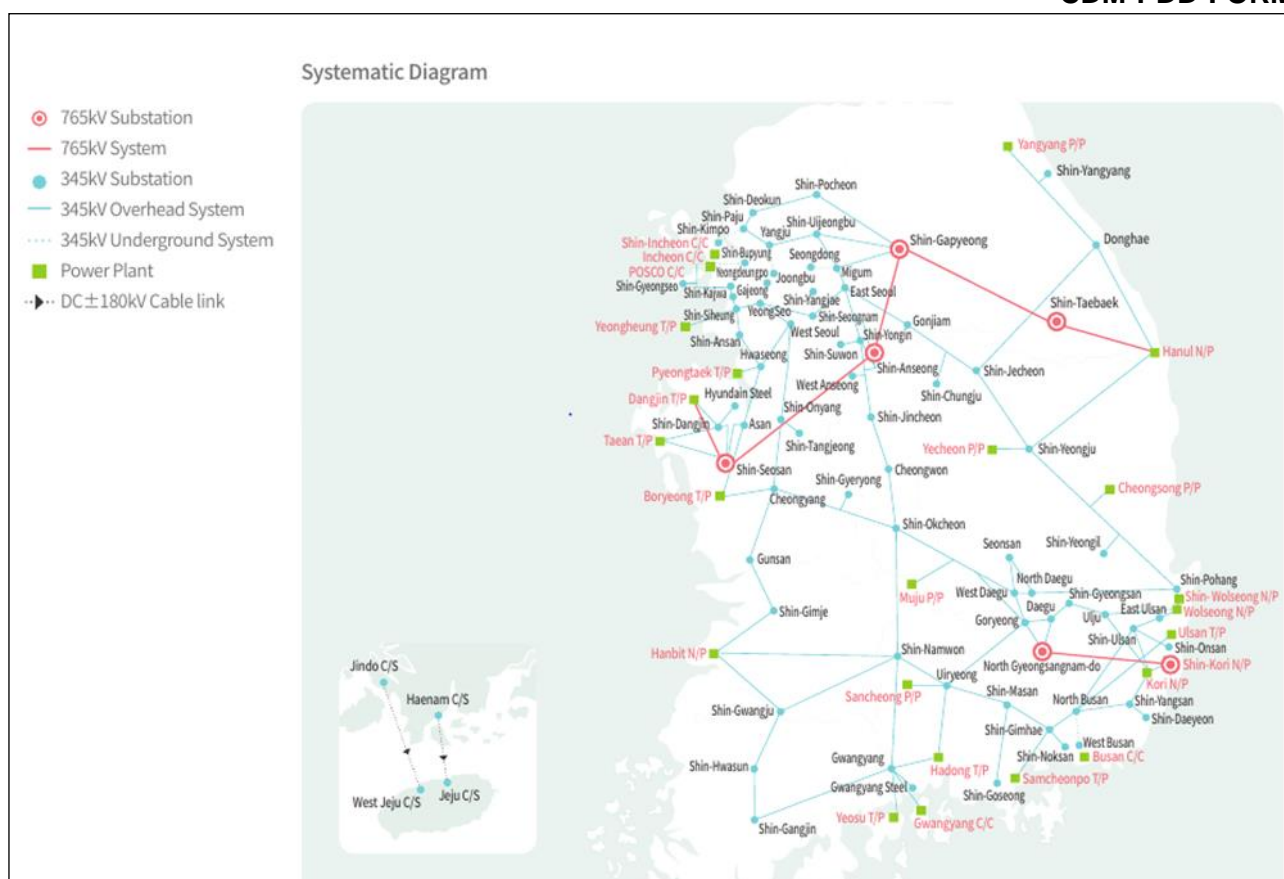 Systematic Diagram
765kV Substation
765kV System
345kV Substation
345kV Overhead System
345kV Underground System
Power Plant
DC±180kV Cable link
Yangyang P/P
Shin-Yangyang
Shin-Pocheon
Shin-Deokun
Shin-Paju
Shin-Kimpo
Yangju
Shin-Uijeongbu
Shin-Gapyeong
Donghae
Shin-Incheon C/C
Incheon C/C
POSCO C/C
Shin-Bupyung
Seongdong
Migum
Yeongdeungpo
Joongbu
Shin-Gyeongseo
Shin-Kajwa
Gajeong
Shin-Yangjae
East Seoul
Shin-Taebaek
Shin-Siheung
YeongSeo
Shin-Seongnam
Gonjiam
Yeongheung T/P
Shin-Ansan
West Seoul
Shin-Yongin
Shin-Suwon
Hwaseong
Hanul N/P
Pyeongtaek T/P
Shin-Anseong
West Anseong
Shin-Chungju
Shin-Jecheon
Dangjin T/P
Hyundain Steel
Shin-Onyang
Shin-Jincheon
Shin-Dangjin
Asan
Taean T/P
Shin-Tangjeong
Yecheon P/P
Shin-Yeongju
Shin-Seosan
Cheongwon
Shin-Gyeryong
Boryeong T/P
Cheongyang
Cheongsong P/P
Shin-Okcheon
Seonsan
Shin-Yeongil
Gunsan
North Daegu
Shin-Pohang
Muju P/P
West Daegu
Shin-Gyeongsan
Shin- Wolseong N/P
Shin-Gimje
Daegu
East Ulsan
Wolseong N/P
Goryeong
Ulju
Ulsan T/P
Shin-Ulsan
Shin-Onsan
Hanbit N/P
Shin-Namwon
North Gyeongsangnam-do
Shin-Kori N/P
Jindo C/S
Uiryeong
Kori N/P
Haenam C/S
Sancheong P/P
Shin-Masan
North Busan
Shin-Yangsan
Shin-Gwangju
Shin-Daeyeon
Shin-Gimhae
West Busan
Shin-Noksan
Busan C/C
Shin-Hwasun
Gwangyang
Hadong T/P
Samcheonpo T/P
Gwangyang Steel
Shin-Goseong
West Jeju C/S
Jeju C/S
Yeosu T/P
Gwangyang C/C
Shin-Gangjin